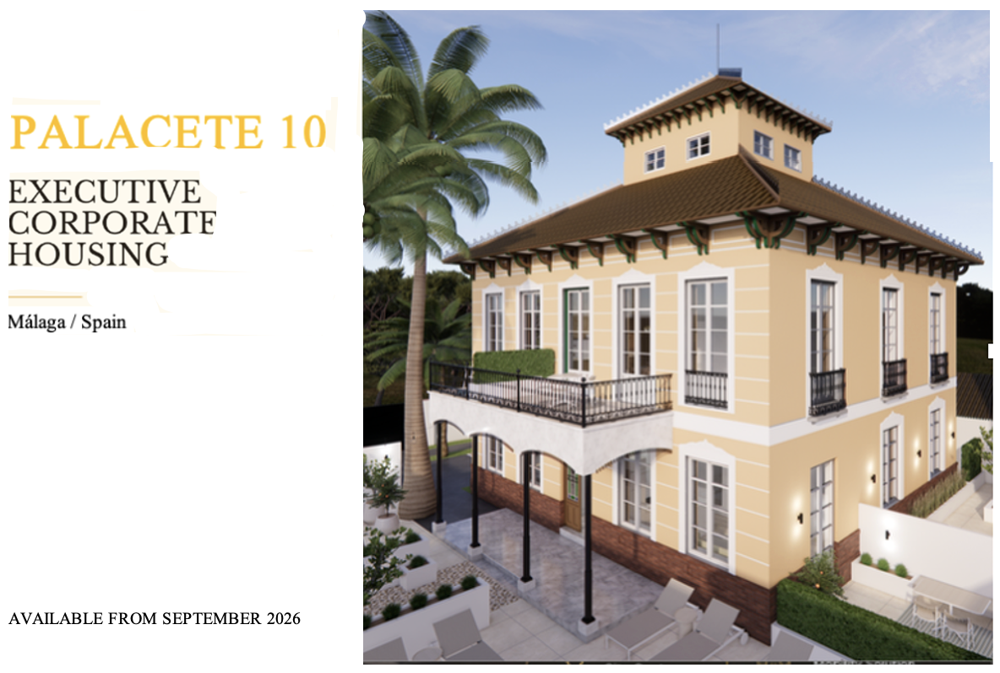 PALACETE 10
EXECUTIVE
CORPORATE
HOUSING
Málaga / Spain
AVAILABLE FROM SEPTEMBER 2026